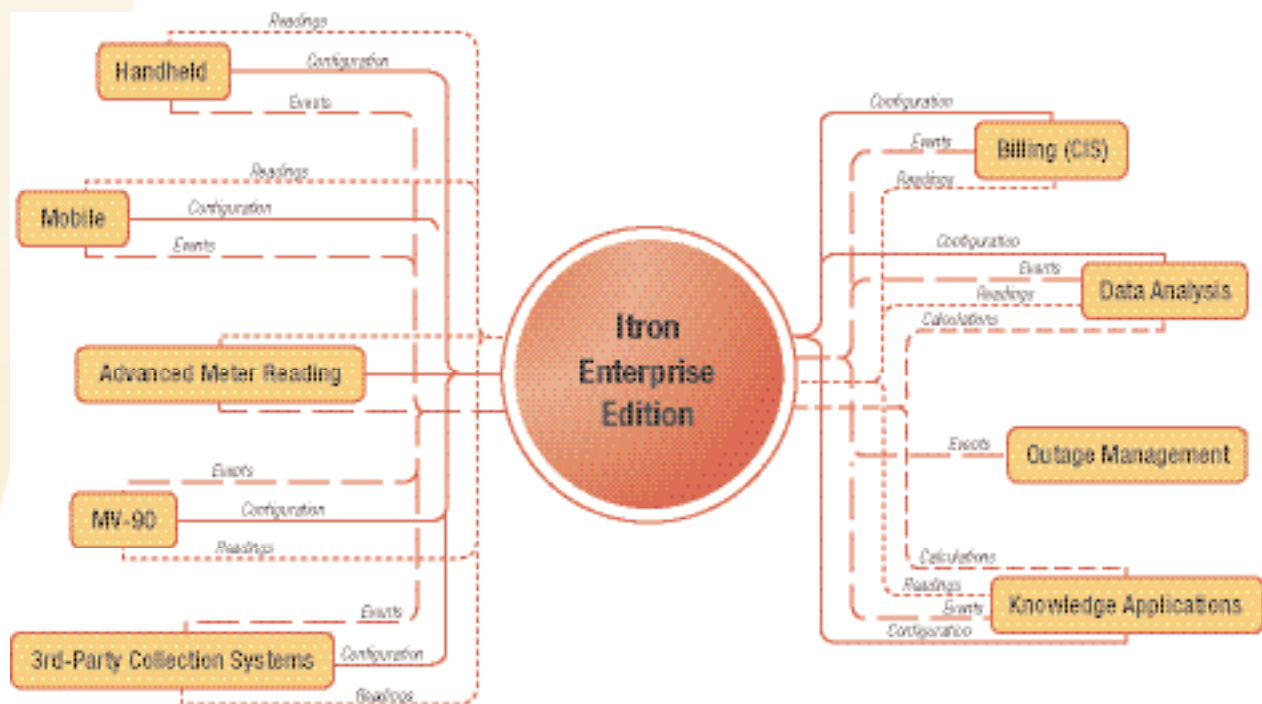 Readings
Handheld
Configuration
Events
Readings
Mobile
Configuration
Events
Advanced Meter Reading
Events
MV-90
Configuration
Readings
Events
3rd-Party Collection Systems
Configuration
Readings
Itron
Enterprise
Edition
Configuration
Events
Billing (CIS)
Readings
Configuration
Events
Readings
Data Analysis
Calculations
Events
Outage Management
Calculations
Readings
Events
Knowledge Applications
Configuration